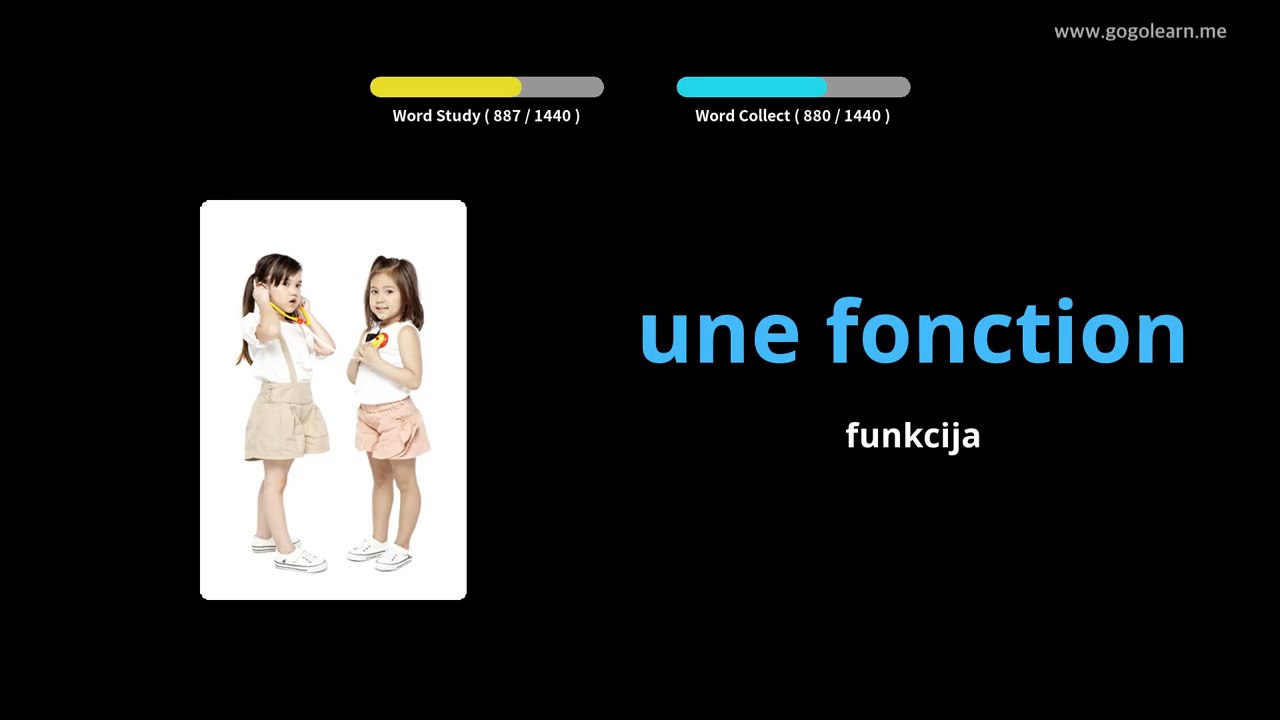 www.gogolearn.me
Word Study ( 887 / 1440 )
Word Collect ( 880 / 1440 )
une fonction
funkcija